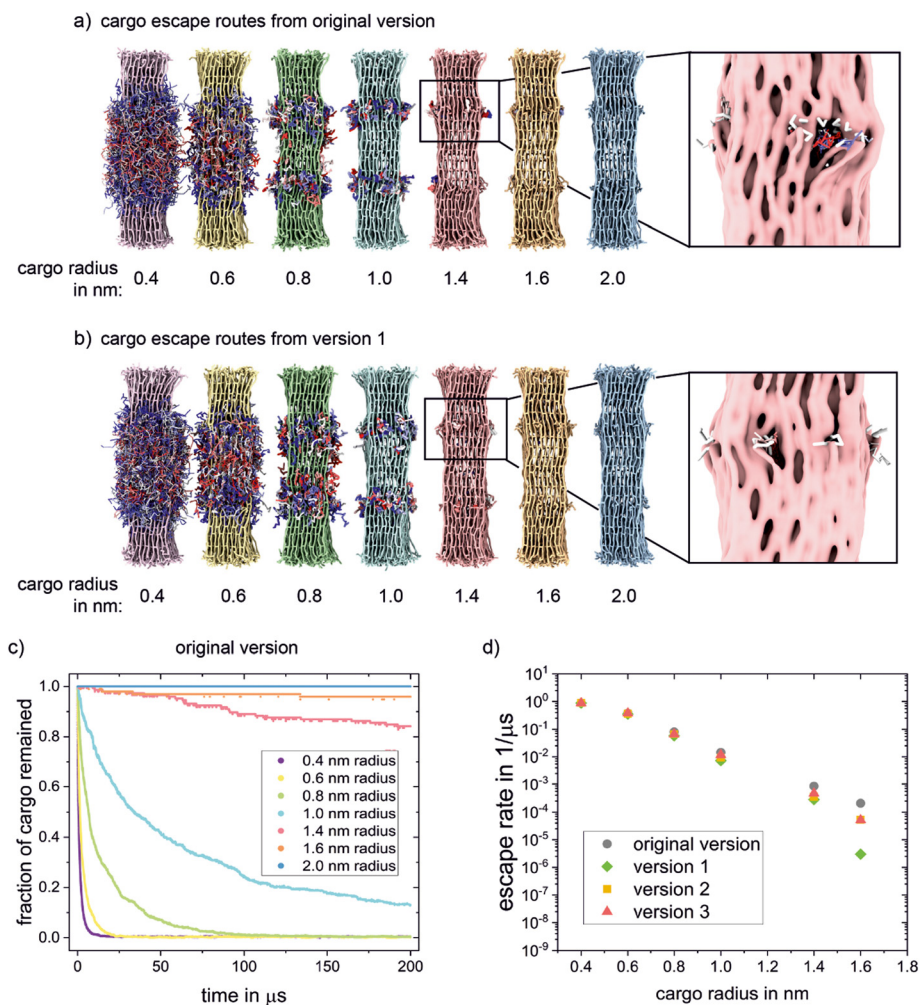 a) cargo escape routes from original version
cargo radius
in nm:
0.4 0.6 0.8 1.0 1.4 1.6 2.0
b) cargo escape routes from version 1
cargo radius
in nm:
0.4 0.6 0.8 1.0 1.4 1.6 2.0
c) original version
fraction of cargo remained
1.0
0.8
0.6
0.4
0.2
0.0
0.4 nm radius
0.6 nm radius
0.8 nm radius
1.0 nm radius
1.4 nm radius
1.6 nm radius
2.0 nm radius
0 50 100 150 200
time in μs
d)
escape rate in 1/μs
10¹
10⁰
10⁻¹
10⁻²
10⁻³
10⁻⁴
10⁻⁵
10⁻⁶
10⁻⁷
10⁻⁸
10⁻⁹
original version
version 1
version 2
version 3
0.4 0.6 0.8 1.0 1.2 1.4 1.6 1.8
cargo radius in nm